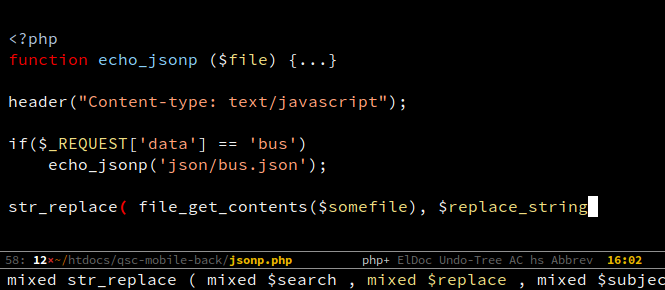 <?php
function echo_jsonp ($file) {...}
header("Content-type: text/javascript");
if($_REQUEST['data'] == 'bus')
    echo_jsonp('json/bus.json');
str_replace( file_get_contents($somefile), $replace_string
58: 12×~/htdocs/qsc-mobile-back/jsonp.php php+ ElDoc Undo-Tree AC hs Abbrev 16:02
mixed str_replace ( mixed $search , mixed $replace , mixed $subjec